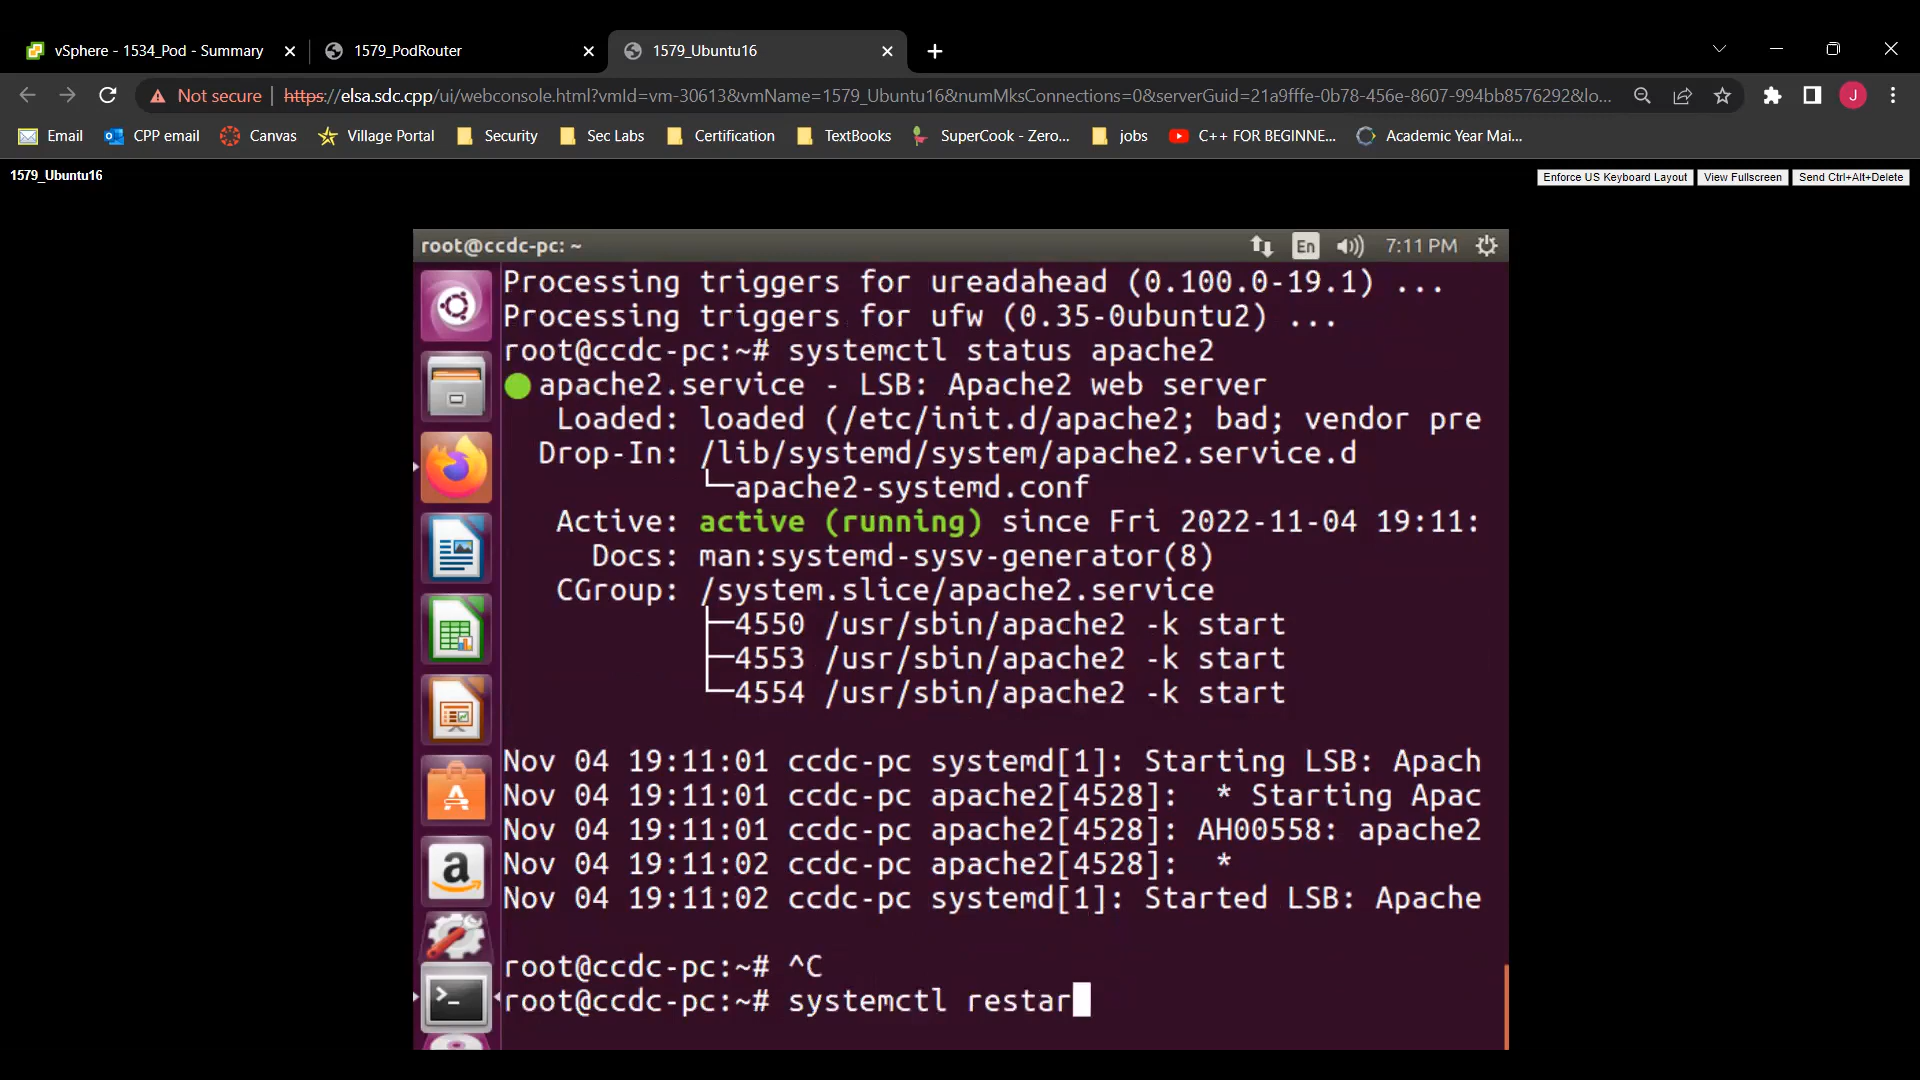 vSphere - 1534_Pod - Summary
1579_PodRouter
1579_Ubuntu16
Not secure | https://elsa.sdc.cpp/ui/webconsole.html?vmId=vm-30613&vmName=1579_Ubuntu16&numMksConnections=0&serverGuid=21a9fffe-0b78-456e-8607-994bb8576292&lo...
J
Email
CPP email
Canvas
Village Portal
Security
Sec Labs
Certification
TextBooks
SuperCook - Zero...
jobs
C++ FOR BEGINNE...
Academic Year Mai...
1579_Ubuntu16
Enforce US Keyboard Layout
View Fullscreen
Send Ctrl+Alt+Delete
root@ccdc-pc: ~
En
7:11 PM
Processing triggers for ureadahead (0.100.0-19.1) ...
Processing triggers for ufw (0.35-0ubuntu2) ...
root@ccdc-pc:~# systemctl status apache2
● apache2.service - LSB: Apache2 web server
Loaded: loaded (/etc/init.d/apache2; bad; vendor pre
Drop-In: /lib/systemd/system/apache2.service.d
└─apache2-systemd.conf
Active: active (running) since Fri 2022-11-04 19:11:
Docs: man:systemd-sysv-generator(8)
CGroup: /system.slice/apache2.service
├─4550 /usr/sbin/apache2 -k start
├─4553 /usr/sbin/apache2 -k start
└─4554 /usr/sbin/apache2 -k start
Nov 04 19:11:01 ccdc-pc systemd[1]: Starting LSB: Apach
Nov 04 19:11:01 ccdc-pc apache2[4528]:  * Starting Apac
Nov 04 19:11:01 ccdc-pc apache2[4528]: AH00558: apache2
Nov 04 19:11:02 ccdc-pc apache2[4528]:  *
Nov 04 19:11:02 ccdc-pc systemd[1]: Started LSB: Apache
root@ccdc-pc:~# ^C
root@ccdc-pc:~# systemctl restar